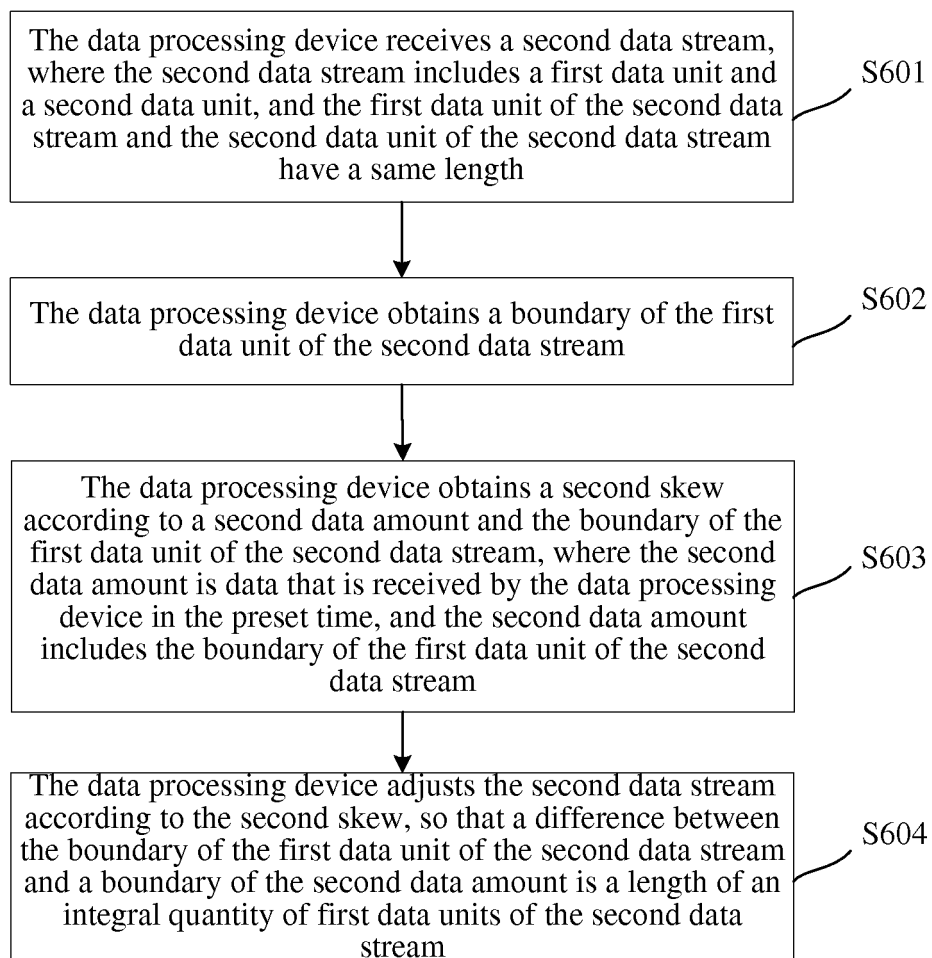 The data processing device receives a second data stream,
where the second data stream includes a first data unit and
a second data unit, and the first data unit of the second data
stream and the second data unit of the second data stream
have a same length
S601
The data processing device obtains a boundary of the first
data unit of the second data stream
S602
The data processing device obtains a second skew
according to a second data amount and the boundary of the
first data unit of the second data stream, where the second
data amount is data that is received by the data processing
device in the preset time, and the second data amount
includes the boundary of the first data unit of the second
data stream
S603
The data processing device adjusts the second data stream
according to the second skew, so that a difference between
the boundary of the first data unit of the second data stream
and a boundary of the second data amount is a length of an
integral quantity of first data units of the second data
stream
S604